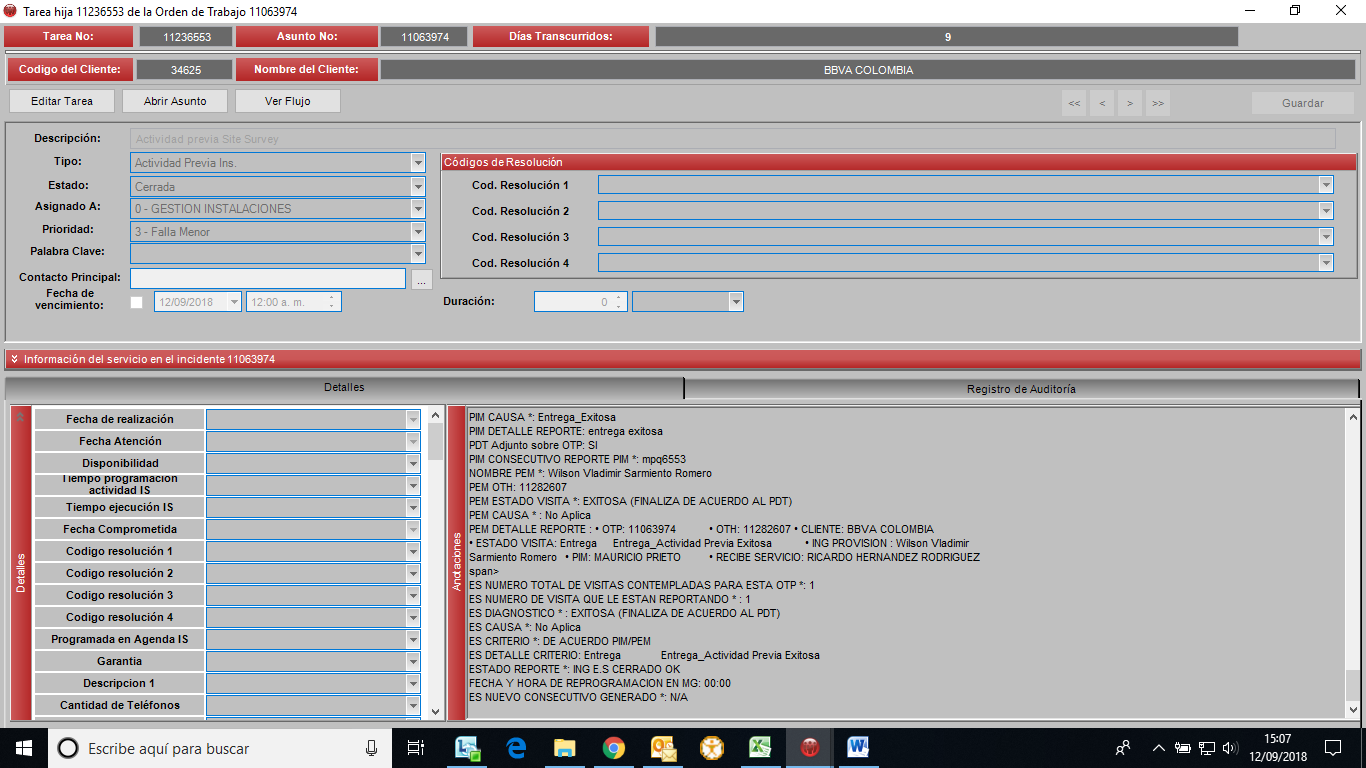 Tarea hija 11236553 de la Orden de Trabajo 11063974
Tarea No: 11236553 Asunto No: 11063974 Días Transcurridos: 9
Codigo del Cliente: 34625 Nombre del Cliente: BBVA COLOMBIA
Editar Tarea Abrir Asunto Ver Flujo << < > >> Guardar
Descripción: Actividad previa Site Survey
Tipo: Actividad Previa Ins.
Estado: Cerrada
Asignado A: 0 - GESTION INSTALACIONES
Prioridad: 3 - Falla Menor
Palabra Clave:
Contacto Principal: ...
Fecha de
vencimiento: 12/09/2018 12:00 a. m.
Códigos de Resolución
Cod. Resolución 1
Cod. Resolución 2
Cod. Resolución 3
Cod. Resolución 4
Duración: 0
Información del servicio en el incidente 11063974
Detalles Registro de Auditoría
Detalles
Fecha de realización
Fecha Atención
Disponibilidad
Tiempo programación
actividad IS
Tiempo ejecución IS
Fecha Comprometida
Codigo resolución 1
Codigo resolución 2
Codigo resolución 3
Codigo resolución 4
Programada en Agenda IS
Garantia
Descripcion 1
Cantidad de Teléfonos
Anotaciones
PIM CAUSA *: Entrega_Exitosa
PIM DETALLE REPORTE: entrega exitosa
PDT Adjunto sobre OTP: SI
PIM CONSECUTIVO REPORTE PIM *: mpq6553
NOMBRE PEM *: Wilson Vladimir Sarmiento Romero
PEM OTH: 11282607
PEM ESTADO VISITA *: EXITOSA (FINALIZA DE ACUERDO AL PDT)
PEM CAUSA * : No Aplica
PEM DETALLE REPORTE : • OTP: 11063974 • OTH: 11282607 • CLIENTE: BBVA COLOMBIA
• ESTADO VISITA: Entrega Entrega_Actividad Previa Exitosa • ING PROVISION : Wilson Vladimir
Sarmiento Romero • PIM: MAURICIO PRIETO • RECIBE SERVICIO: RICARDO HERNANDEZ RODRIGUEZ
span>
ES NUMERO TOTAL DE VISITAS CONTEMPLADAS PARA ESTA OTP *: 1
ES NUMERO DE VISITA QUE LE ESTAN REPORTANDO * : 1
ES DIAGNOSTICO * : EXITOSA (FINALIZA DE ACUERDO AL PDT)
ES CAUSA *: No Aplica
ES CRITERIO *: DE ACUERDO PIM/PEM
ES DETALLE CRITERIO: Entrega Entrega_Actividad Previa Exitosa
ESTADO REPORTE *: ING E.S CERRADO OK
FECHA Y HORA DE REPROGRAMACION EN MG: 00:00
ES NUEVO CONSECUTIVO GENERADO *: N/A
Escribe aquí para buscar
15:07
12/09/2018